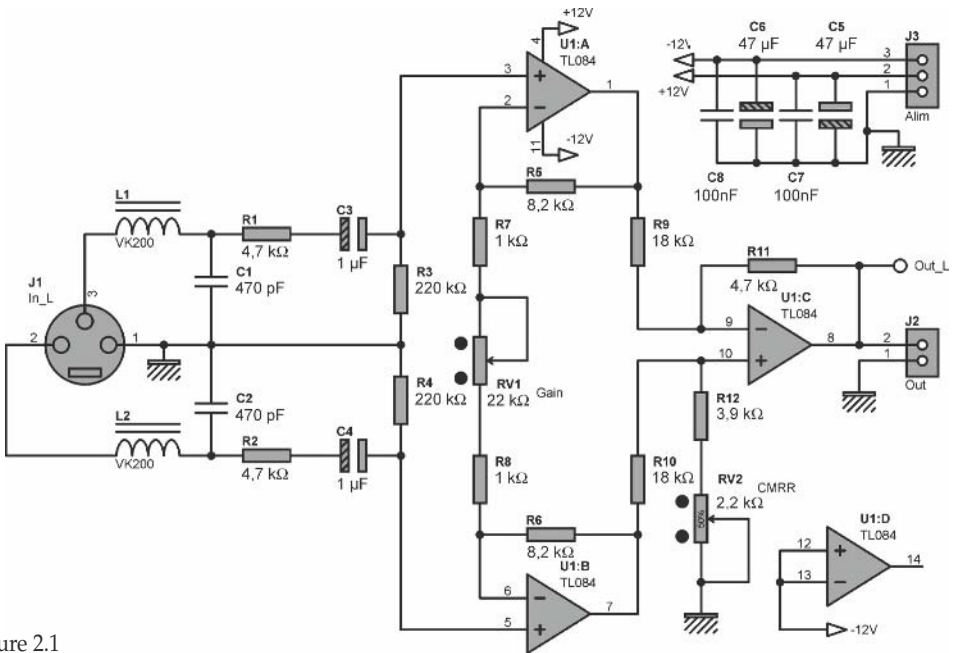 +12V
U1:A
TL084
4
3
+
1
2
−
11
-12V
C6
47 µF
C5
47 µF
J3
-12V
3
+12V
2
1
Alim
C8
100nF
C7
100nF
R5
8,2 kΩ
L1
VK200
R1
4,7 kΩ
C3
1 µF
R7
1 kΩ
R9
18 kΩ
R11
4,7 kΩ
Out_L
C1
470 pF
R3
220 kΩ
J1
In_L
3
2
1
U1:C
TL084
9
−
8
10
+
J2
2
1
Out
RV1
22 kΩ
Gain
R4
220 kΩ
R12
3,9 kΩ
C2
470 pF
L2
VK200
R2
4,7 kΩ
C4
1 µF
R8
1 kΩ
R10
18 kΩ
RV2
2,2 kΩ
CMRR
50%
R6
8,2 kΩ
U1:B
TL084
6
−
7
5
+
U1:D
TL084
12
+
14
13
−
-12V
ure 2.1